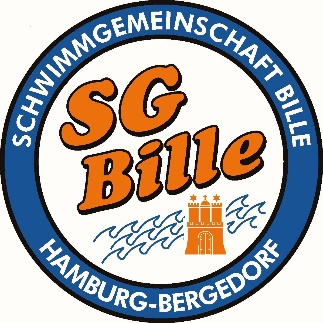 SCHWIMMGEMEINSCHAFT BILLE
SG
Bille
HAMBURG-BERGEDORF